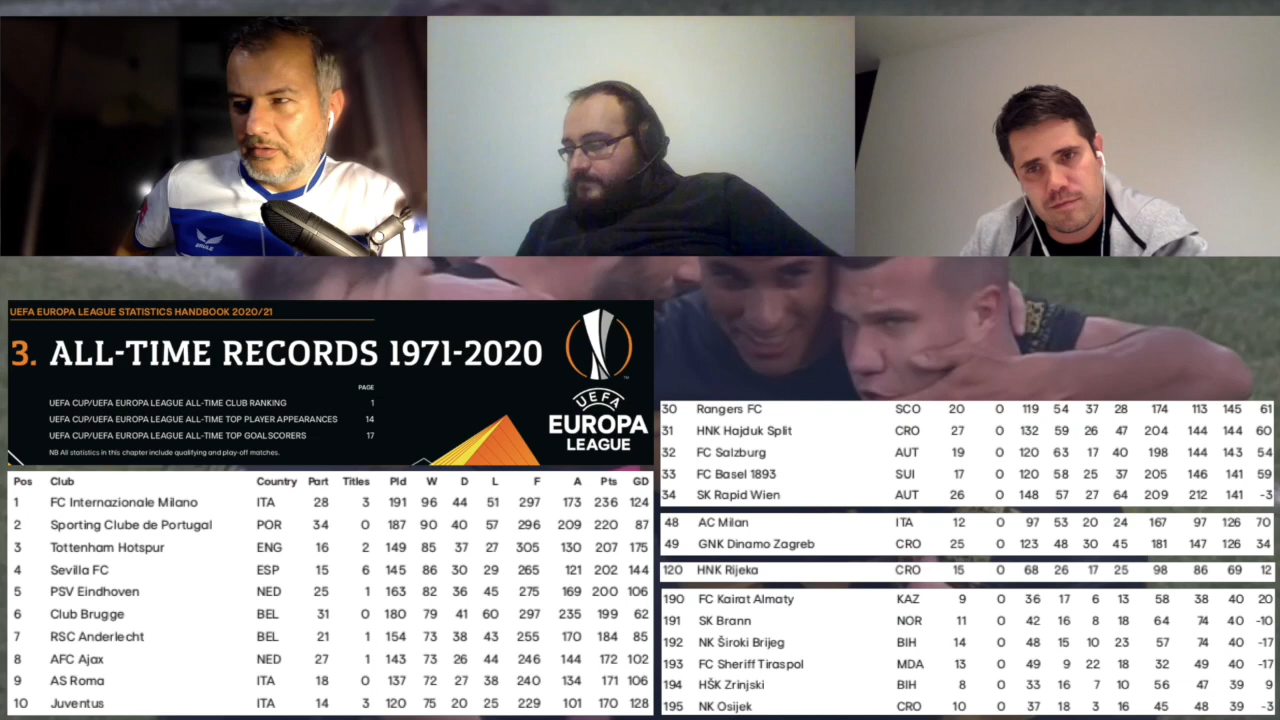 ERIMA
UEFA EUROPA LEAGUE STATISTICS HANDBOOK 2020/21
3. ALL-TIME RECORDS 1971-2020
PAGE
UEFA CUP/UEFA EUROPA LEAGUE ALL-TIME CLUB RANKING 1
UEFA CUP/UEFA EUROPA LEAGUE ALL-TIME TOP PLAYER APPEARANCES 14
UEFA CUP/UEFA EUROPA LEAGUE ALL-TIME TOP GOALSCORERS 17
NB All statistics in this chapter include qualifying and play-off matches.
UEFA
EUROPA
LEAGUE
Pos Club Country Part Titles Pld W D L F A Pts GD
1 FC Internazionale Milano ITA 28 3 191 96 44 51 297 173 236 124
2 Sporting Clube de Portugal POR 34 0 187 90 40 57 296 209 220 87
3 Tottenham Hotspur ENG 16 2 149 85 37 27 305 130 207 175
4 Sevilla FC ESP 15 6 145 86 30 29 265 121 202 144
5 PSV Eindhoven NED 25 1 163 82 36 45 275 169 200 106
6 Club Brugge BEL 31 0 180 79 41 60 297 235 199 62
7 RSC Anderlecht BEL 21 1 154 73 38 43 255 170 184 85
8 AFC Ajax NED 27 1 143 73 26 44 246 144 172 102
9 AS Roma ITA 18 0 137 72 27 38 240 134 171 106
10 Juventus ITA 14 3 120 75 20 25 229 101 170 128
30 Rangers FC SCO 20 0 119 54 37 28 174 113 145 61
31 HNK Hajduk Split CRO 27 0 132 59 26 47 204 144 144 60
32 FC Salzburg AUT 19 0 120 63 17 40 198 144 143 54
33 FC Basel 1893 SUI 17 0 120 58 25 37 205 146 141 59
34 SK Rapid Wien AUT 26 0 148 57 27 64 209 212 141 -3
48 AC Milan ITA 12 0 97 53 20 24 167 97 126 70
49 GNK Dinamo Zagreb CRO 25 0 123 48 30 45 181 147 126 34
120 HNK Rijeka CRO 15 0 68 26 17 25 98 86 69 12
190 FC Kairat Almaty KAZ 9 0 36 17 6 13 58 38 40 20
191 SK Brann NOR 11 0 42 16 8 18 64 74 40 -10
192 NK Široki Brijeg BIH 14 0 48 15 10 23 57 74 40 -17
193 FC Sheriff Tiraspol MDA 13 0 49 9 22 18 32 49 40 -17
194 HŠK Zrinjski BIH 8 0 33 16 7 10 56 47 39 9
195 NK Osijek CRO 10 0 37 18 3 16 45 48 39 -3